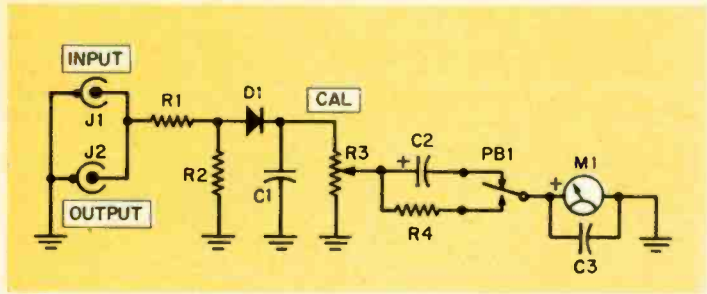 INPUT
J1
J2
OUTPUT
R1
R2
D1
C1
CAL
R3
+
C2
R4
PB1
+
M1
C3